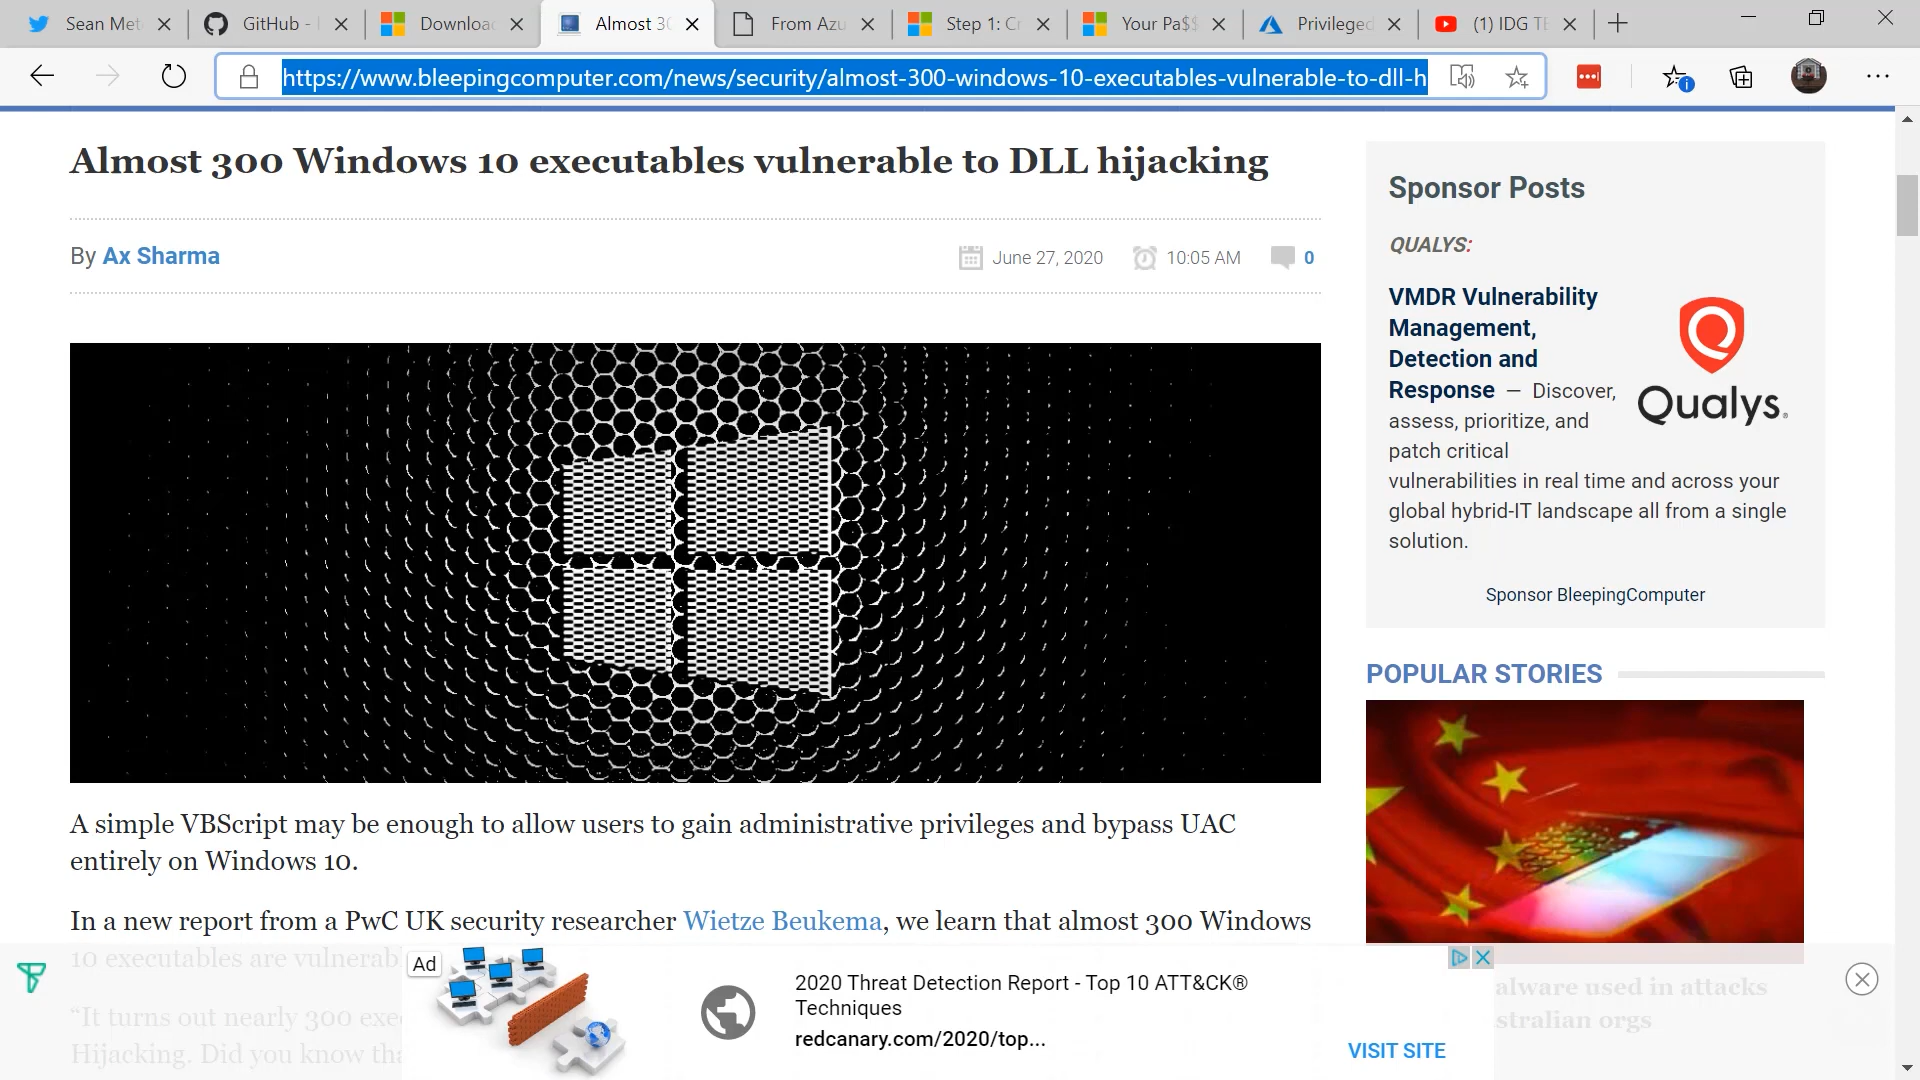 Sean Met
GitHub -
Downloa
Almost 30
From Azu
Step 1: Cr
Your Pa$$
Privileged
(1) IDG TE
https://www.bleepingcomputer.com/news/security/almost-300-windows-10-executables-vulnerable-to-dll-h
Almost 300 Windows 10 executables vulnerable to DLL hijacking
By Ax Sharma
June 27, 2020
10:05 AM
0
A simple VBScript may be enough to allow users to gain administrative privileges and bypass UAC
entirely on Windows 10.
In a new report from a PwC UK security researcher Wietze Beukema, we learn that almost 300 Windows
10 executables are vulnerab
“It turns out nearly 300 exe
Hijacking. Did you know tha
Sponsor Posts
QUALYS:
VMDR Vulnerability
Management,
Detection and
Response – Discover,
assess, prioritize, and
patch critical
vulnerabilities in real time and across your
global hybrid-IT landscape all from a single
solution.
Qualys.
Sponsor BleepingComputer
POPULAR STORIES
alware used in attacks
stralian orgs
Ad
2020 Threat Detection Report - Top 10 ATT&CK®
Techniques
redcanary.com/2020/top...
VISIT SITE